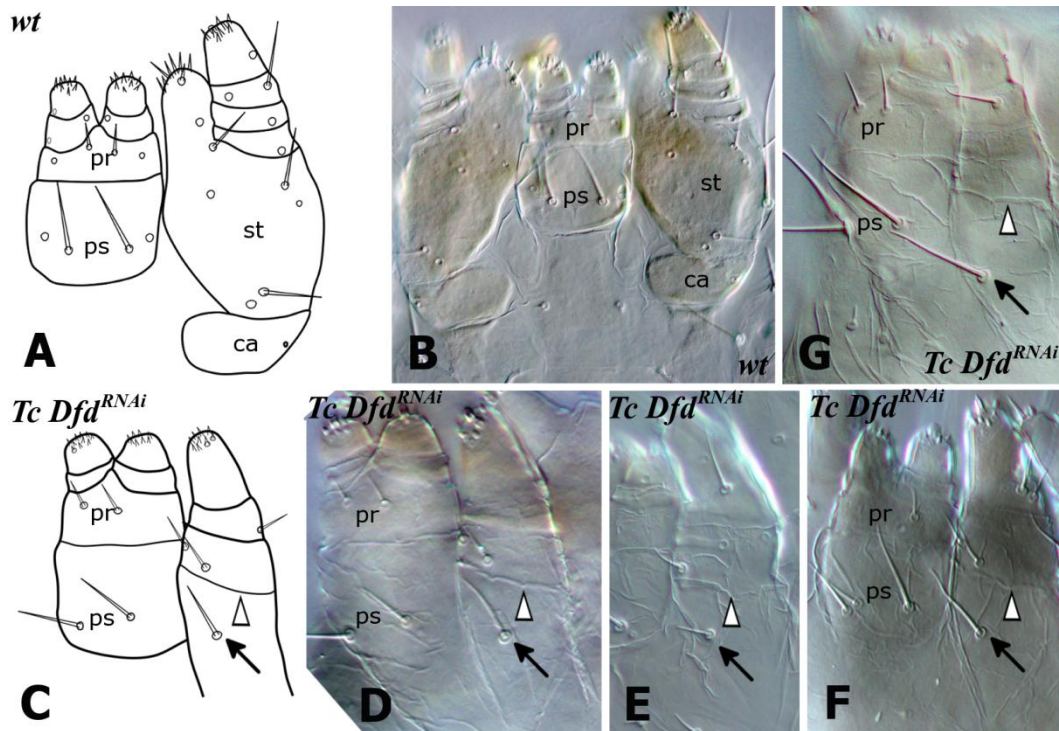 wt
pr
ps
st
ca
A
pr
ps
st
ca
B
wt
pr
ps
G
Tc Dfd^RNAi
Tc Dfd^RNAi
pr
ps
C
Tc Dfd^RNAi
pr
ps
D
Tc Dfd^RNAi
E
Tc Dfd^RNAi
pr
ps
F